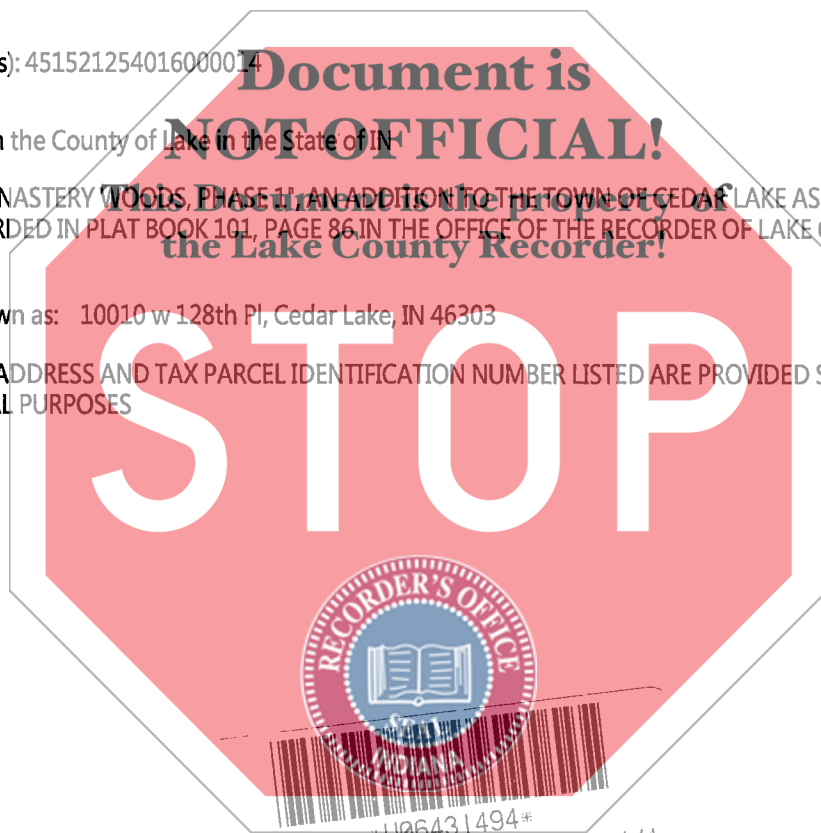 s): 451521254016000014
Document is
n the County of Lake in the State of IN
NOT OFFICIAL!
NASTERY WOODS, PHASE 1", AN ADDITION TO THE TOWN OF CEDAR LAKE AS
This Document is the property of
RDED IN PLAT BOOK 101, PAGE 86 IN THE OFFICE OF THE RECORDER OF LAKE
the Lake County Recorder!
wn as: 10010 w 128th Pl, Cedar Lake, IN 46303
ADDRESS AND TAX PARCEL IDENTIFICATION NUMBER LISTED ARE PROVIDED S
L PURPOSES
STOP
RECORDER'S OFFICE
SEAL
INDIANA
U06431494*